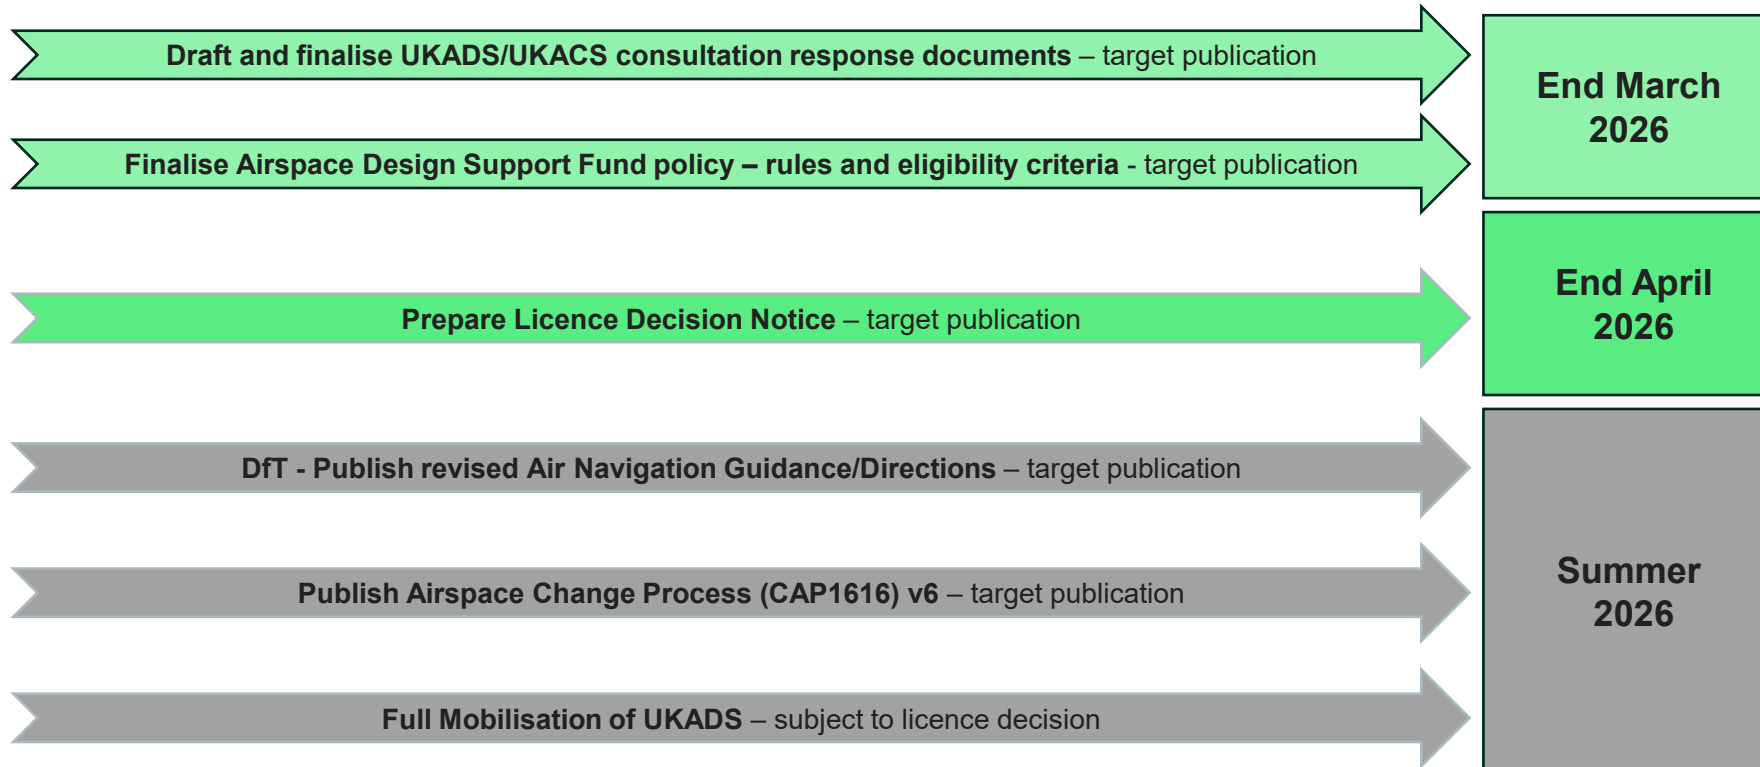 Draft and finalise UKADS/UKACS consultation response documents – target publication
End March
2026
Finalise Airspace Design Support Fund policy – rules and eligibility criteria - target publication
Prepare Licence Decision Notice – target publication
End April
2026
DfT - Publish revised Air Navigation Guidance/Directions – target publication
Publish Airspace Change Process (CAP1616) v6 – target publication
Summer
2026
Full Mobilisation of UKADS – subject to licence decision